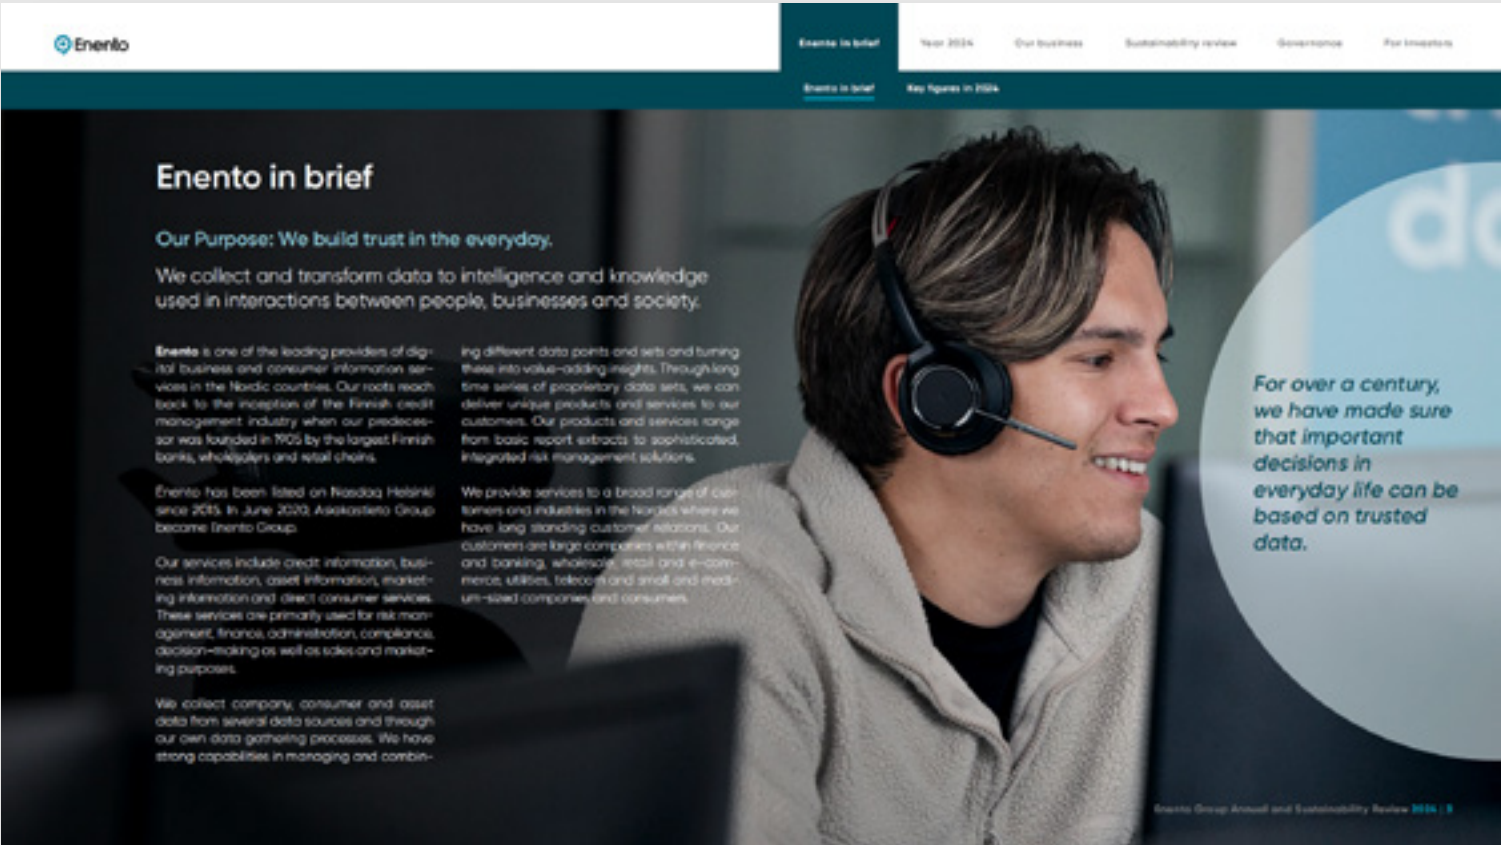 Enento
Enento in brief
Year 2024
Our business
Sustainability review
Governance
For Investors
Enento in brief
Key figures in 2024
Enento in brief
Our Purpose: We build trust in the everyday.
We collect and transform data to intelligence and knowledge
used in interactions between people, businesses and society.
Enento is one of the leading providers of dig-
ital business and consumer information ser-
vices in the Nordic countries. Our roots reach
back to the inception of the Finnish credit
management industry when our predeces-
sor was founded in 1905 by the largest Finnish
banks, wholesalers and retail chains.
Enento has been listed on Nasdaq Helsinki
since 2015. In June 2020, Asiakastieto Group
become Enento Group.
Our services include credit information, busi-
ness information, asset information, market-
ing information and direct consumer services.
These services are primarily used for risk man-
agement, finance, administration, compliance,
decision-making as well as sales and market-
ing purposes.
We collect company, consumer and asset
data from several data sources and through
our own data gathering processes. We have
strong capabilities in managing and combin-
ing different data points and sets and turning
these into value-adding insights. Through long
time series of proprietary data sets, we can
deliver unique products and services to our
customers. Our products and services range
from basic report extracts to sophisticated,
integrated risk management solutions.
We provide services to a broad range of cus-
tomers and industries in the Nordics where we
have long standing customer relations. Our
customers are large companies within finance
and banking, wholesale, retail and e-com-
merce, utilities, telecom and small and medi-
um-sized companies and consumers.
For over a century,
we have made sure
that important
decisions in
everyday life can be
based on trusted
data.
Enento Group Annual and Sustainability Review 2024 | 3